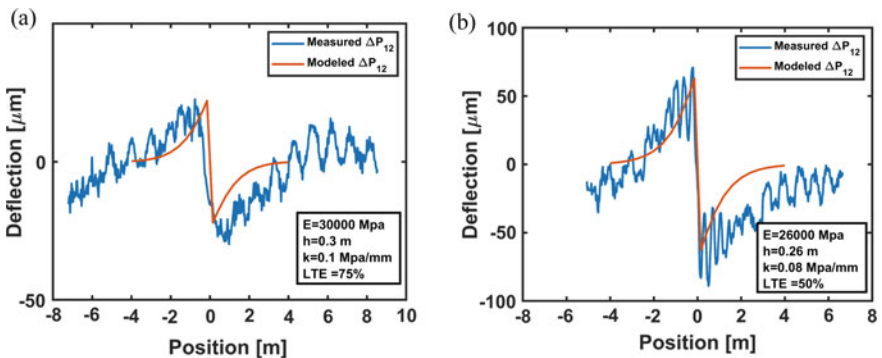 (a)
Measured ΔP12
Modeled ΔP12
Deflection [μm]
0
-50
E=30000 Mpa
h=0.3 m
k=0.1 Mpa/mm
LTE =75%
-8 -6 -4 -2 0 2 4 6 8 10
Position [m]
(b)
100
50
0
-50
-100
Measured ΔP12
Modeled ΔP12
Deflection [μm]
E=26000 Mpa
h=0.26 m
k=0.08 Mpa/mm
LTE =50%
-8 -6 -4 -2 0 2 4 6 8
Position [m]